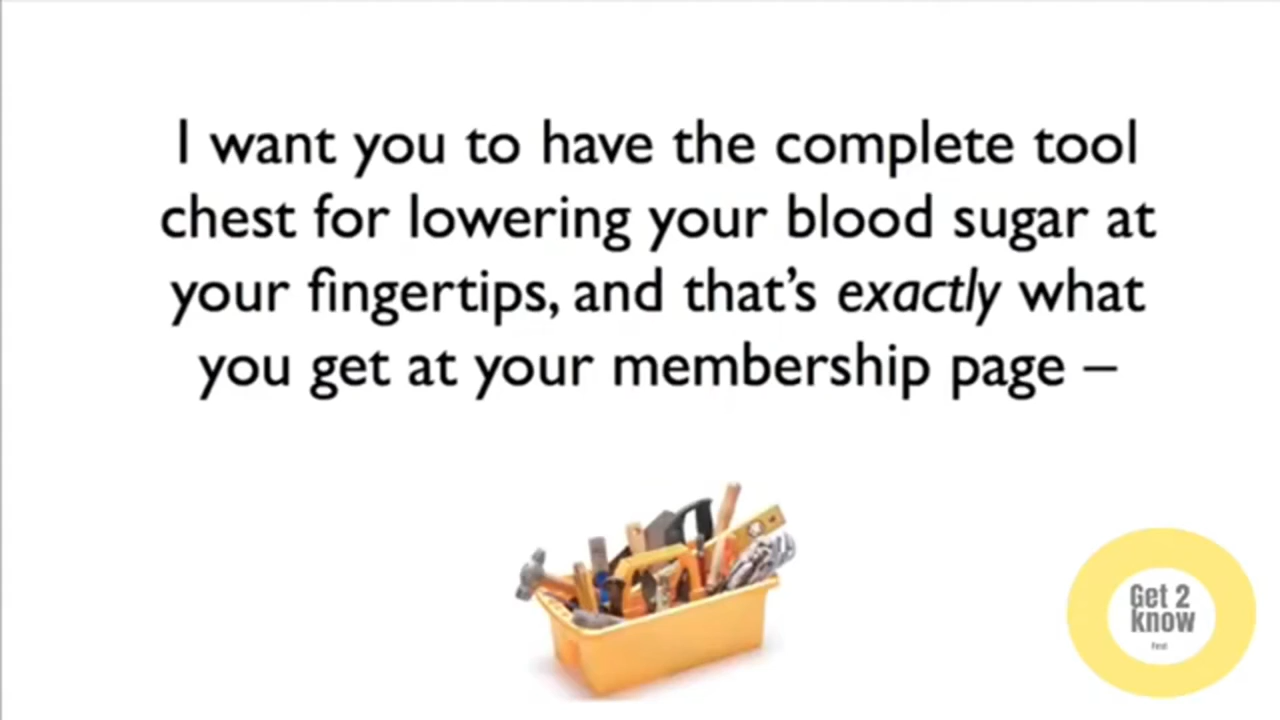 I want you to have the complete tool
chest for lowering your blood sugar at
your fingertips, and that’s exactly what
you get at your membership page –
Get 2
know